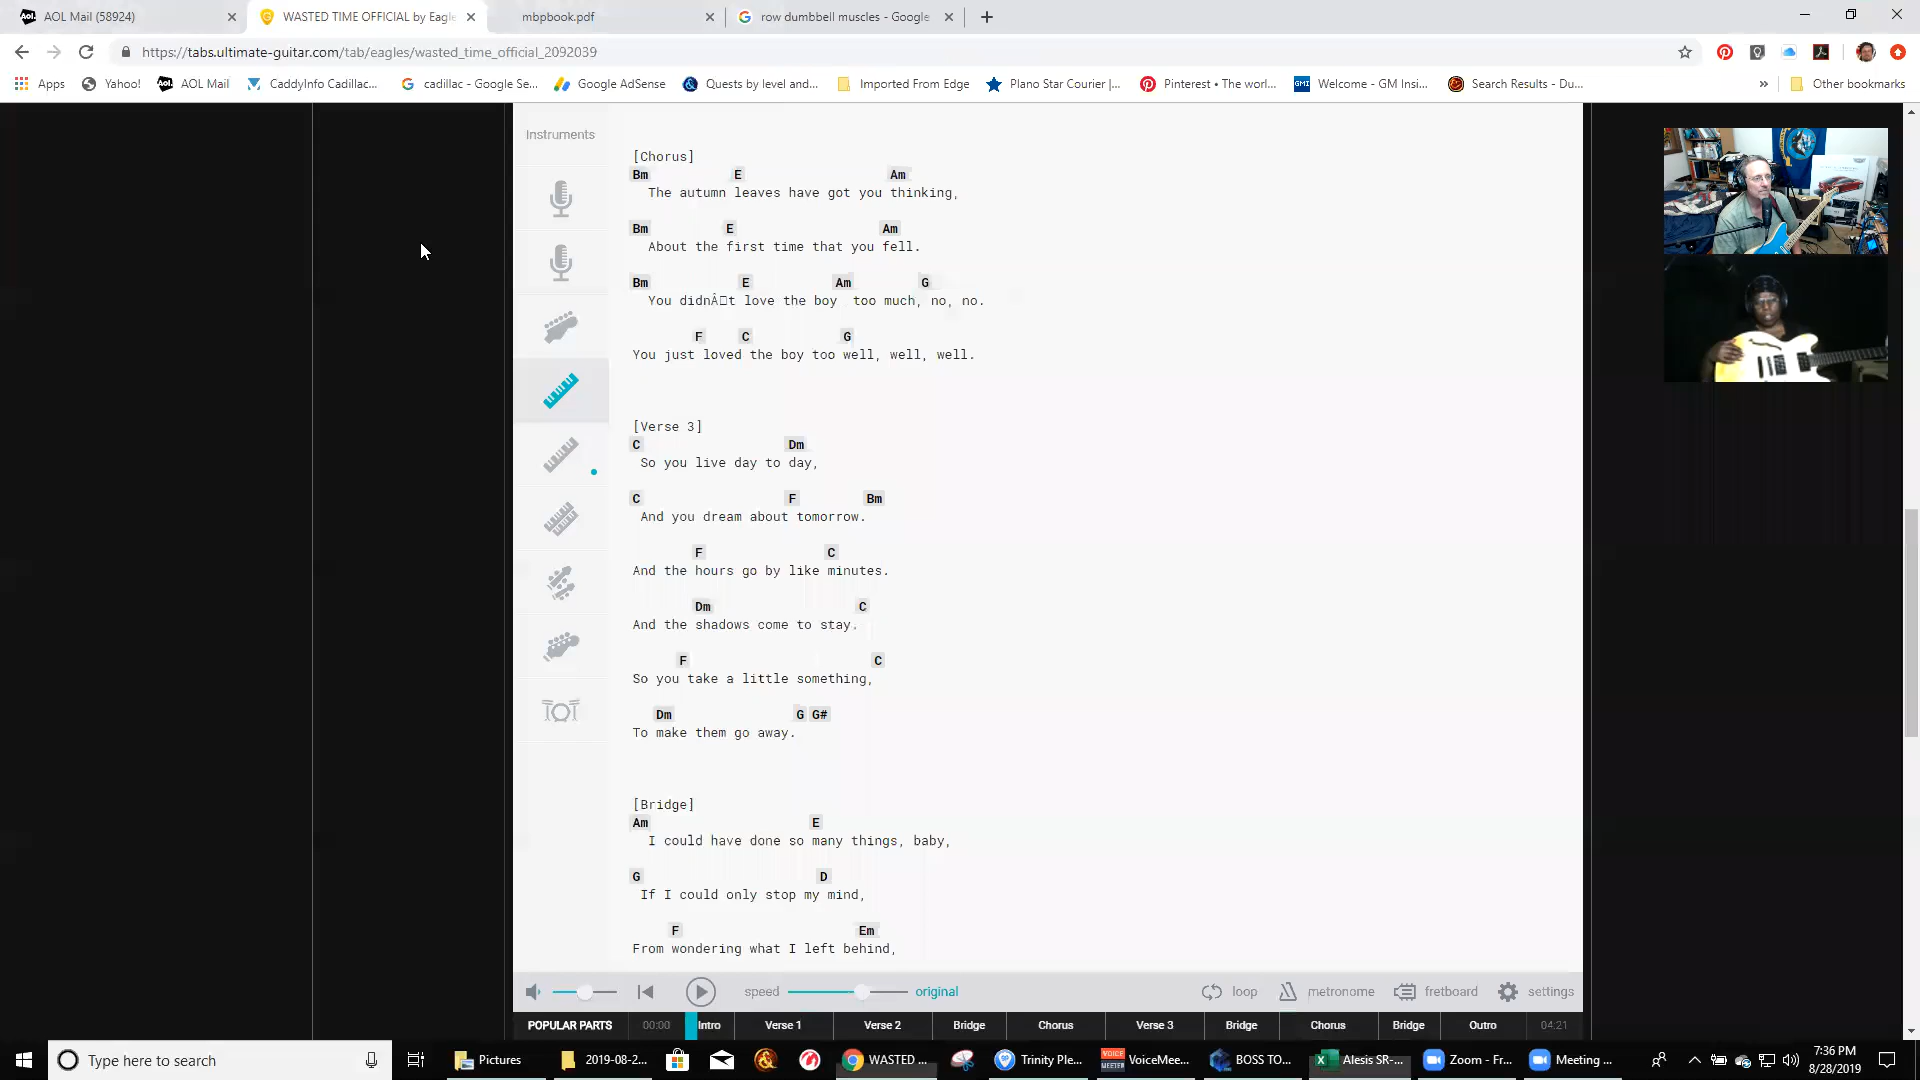 AOL Mail (58924)
WASTED TIME OFFICIAL by Eagle
mbpbook.pdf
row dumbbell muscles - Google
https://tabs.ultimate-guitar.com/tab/eagles/wasted_time_official_2092039
Apps
Yahoo!
AOL Mail
CaddyInfo Cadillac...
cadillac - Google Se...
Google AdSense
Quests by level and...
Imported From Edge
Plano Star Courier |...
Pinterest • The worl...
Welcome - GM Insi...
Search Results - Du...
»
Other bookmarks
Instruments
[Chorus]
Bm E Am
The autumn leaves have got you thinking,
Bm E Am
About the first time that you fell.
Bm E Am G
You didnÂ□t love the boy too much, no, no.
F C G
You just loved the boy too well, well, well.
[Verse 3]
C Dm
So you live day to day,
C F Bm
And you dream about tomorrow.
F C
And the hours go by like minutes.
Dm C
And the shadows come to stay.
F C
So you take a little something,
Dm G G#
To make them go away.
[Bridge]
Am E
I could have done so many things, baby,
G D
If I could only stop my mind,
F Em
From wondering what I left behind,
speed original loop metronome fretboard settings
POPULAR PARTS 00:00 Intro Verse 1 Verse 2 Bridge Chorus Verse 3 Bridge Chorus Bridge Outro 04:21
Type here to search
Pictures
2019-08-2...
WASTED ...
Trinity Ple...
VOICE MEETER
VoiceMee...
BOSS TO...
Alesis SR-...
Zoom - Fr...
Meeting ...
7:36 PM
8/28/2019